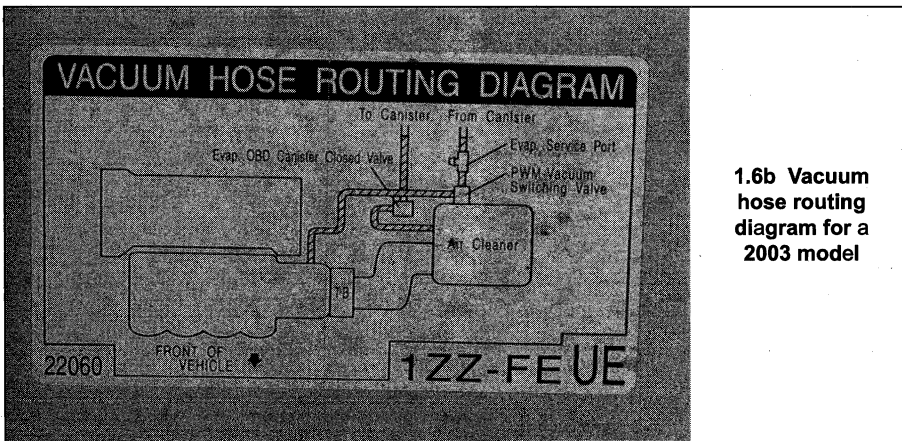 VACUUM HOSE ROUTING DIAGRAM
To Canister From Canister
Evap. Service Port
Evap. OBD Canister Closed Valve
PWM Vacuum
Switching Valve
Air Cleaner
TB
FRONT OF
VEHICLE
22060
1ZZ-FE UE
1.6b Vacuum
hose routing
diagram for a
2003 model